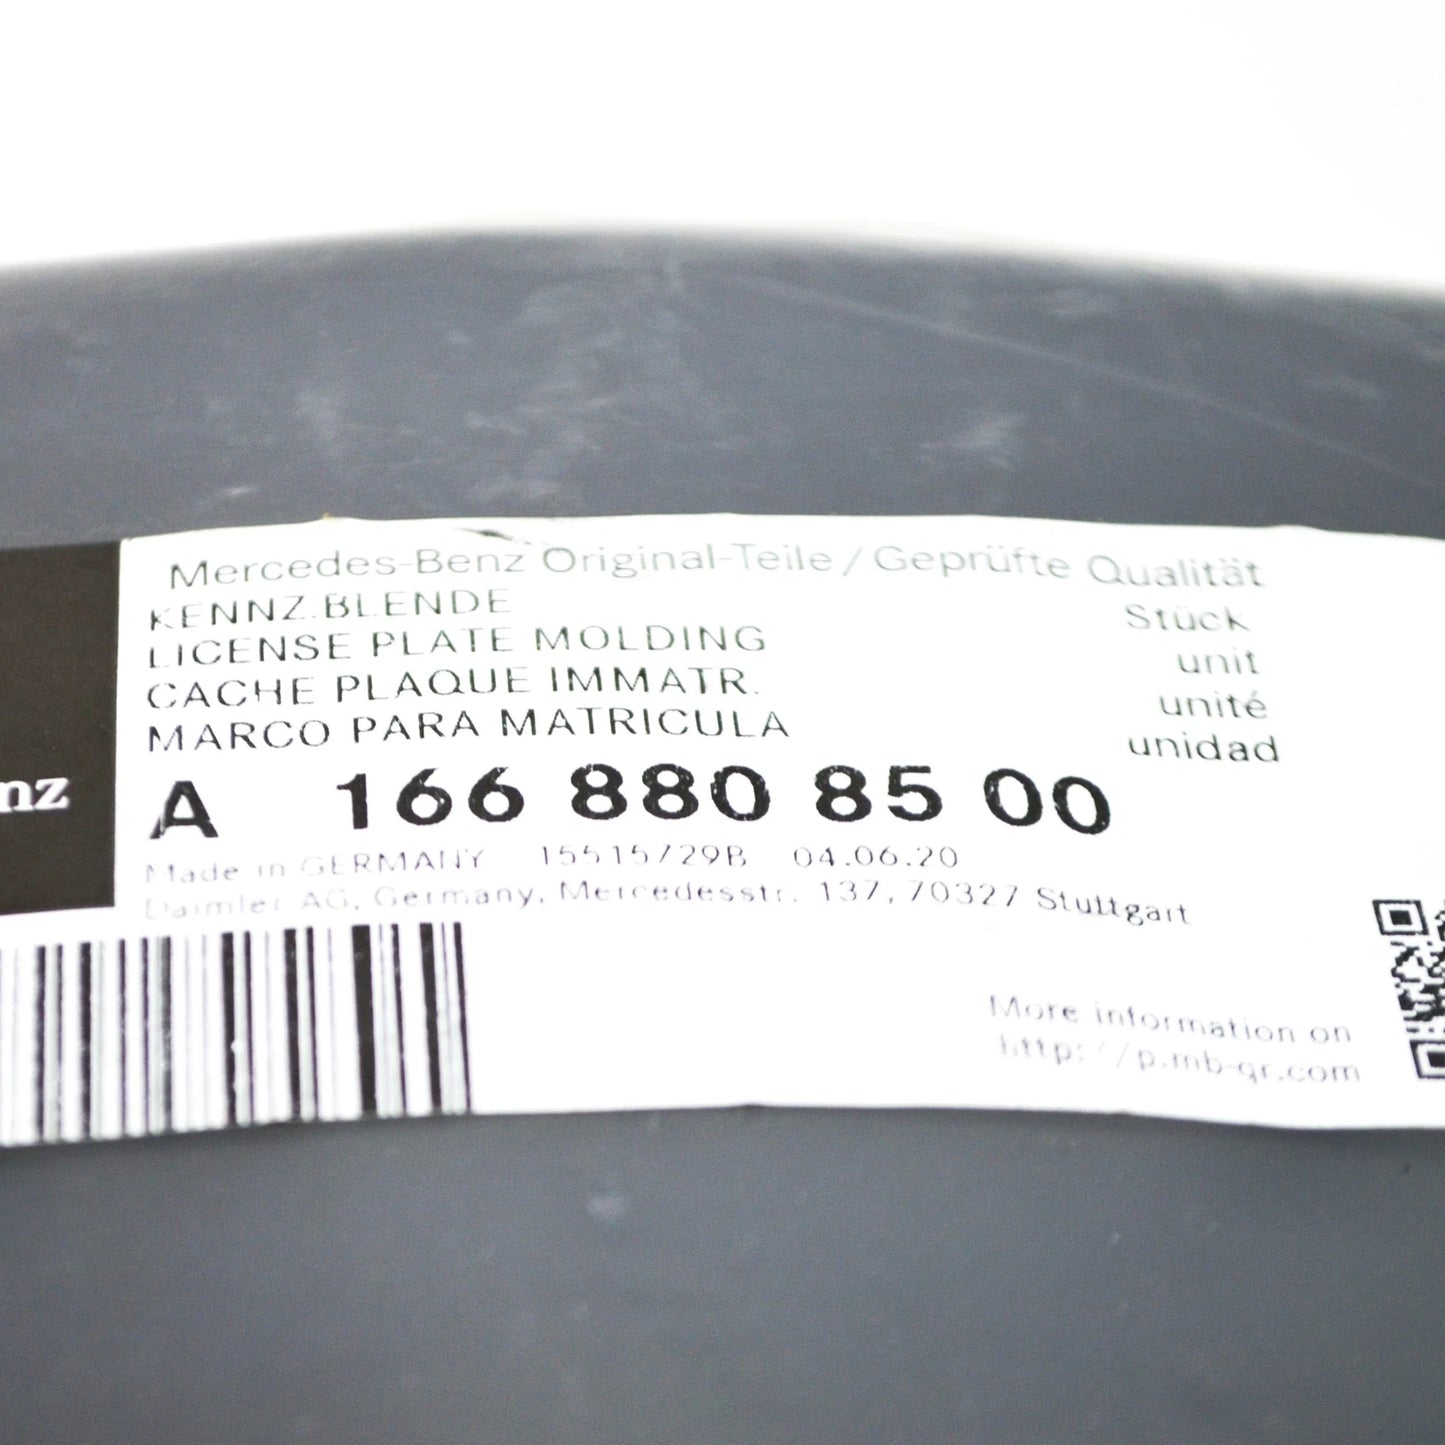 Mercedes-Benz Original-Teile / Geprüfte Qualität
KENNZ.BLENDE Stück
LICENSE PLATE MOLDING unit
CACHE PLAQUE IMMATR. unité
MARCO PARA MATRICULA unidad
nz
A 166 880 85 00
Made in GERMANY 15515/29B 04.06.20
Daimler AG, Germany, Mercedesstr. 137, 70327 Stuttgart
More information on
http://p.mb-qr.com